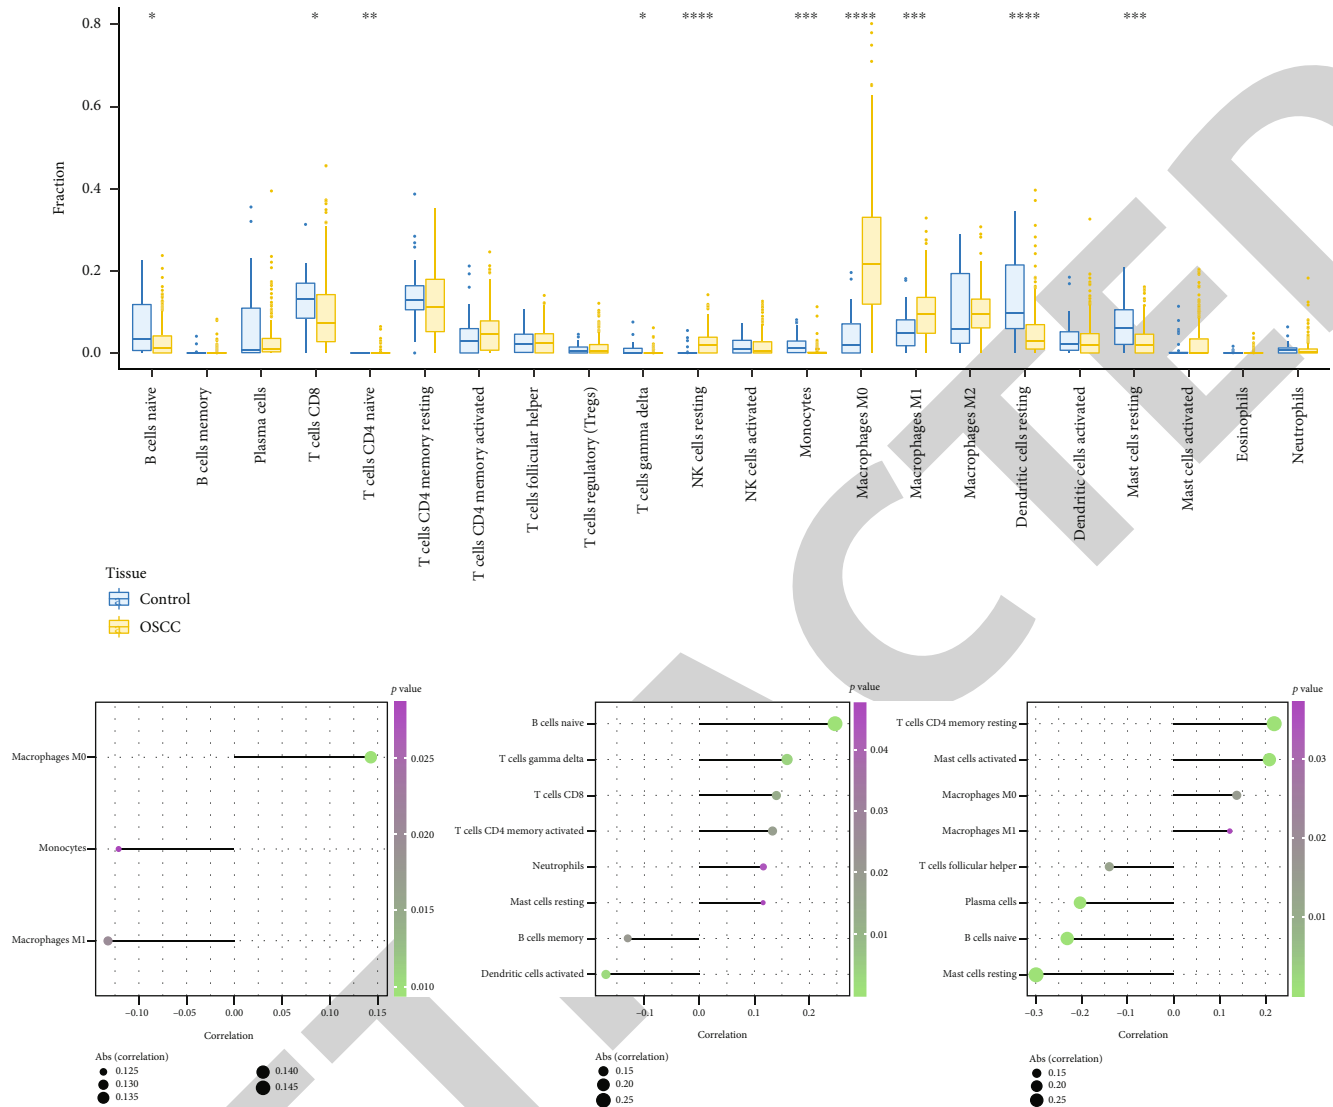 * * ** * **** *** **** *** **** ***
0.8
0.6
0.4
0.2
0.0
Fraction
B cells naive
B cells memory
Plasma cells
T cells CD8
T cells CD4 naive
T cells CD4 memory resting
T cells CD4 memory activated
T cells follicular helper
T cells regulatory (Tregs)
T cells gamma delta
NK cells resting
NK cells activated
Monocytes
Macrophages M0
Macrophages M1
Macrophages M2
Dendritic cells resting
Dendritic cells activated
Mast cells resting
Mast cells activated
Eosinophils
Neutrophils
Tissue
Control
OSCC
p value
Macrophages M0
Monocytes
Macrophages M1
0.025
0.020
0.015
0.010
−0.10 −0.05 0.00 0.05 0.10 0.15
Correlation
Abs (correlation)
0.125
0.130
0.135
0.140
0.145
p value
B cells naive
T cells gamma delta
T cells CD8
T cells CD4 memory activated
Neutrophils
Mast cells resting
B cells memory
Dendritic cells activated
0.04
0.03
0.02
0.01
−0.1 0.0 0.1 0.2
Correlation
Abs (correlation)
0.15
0.20
0.25
p value
T cells CD4 memory resting
Mast cells activated
Macrophages M0
Macrophages M1
T cells follicular helper
Plasma cells
B cells naive
Mast cells resting
0.03
0.02
0.01
−0.3 −0.2 −0.1 0.0 0.1 0.2
Correlation
Abs (correlation)
0.15
0.20
0.25